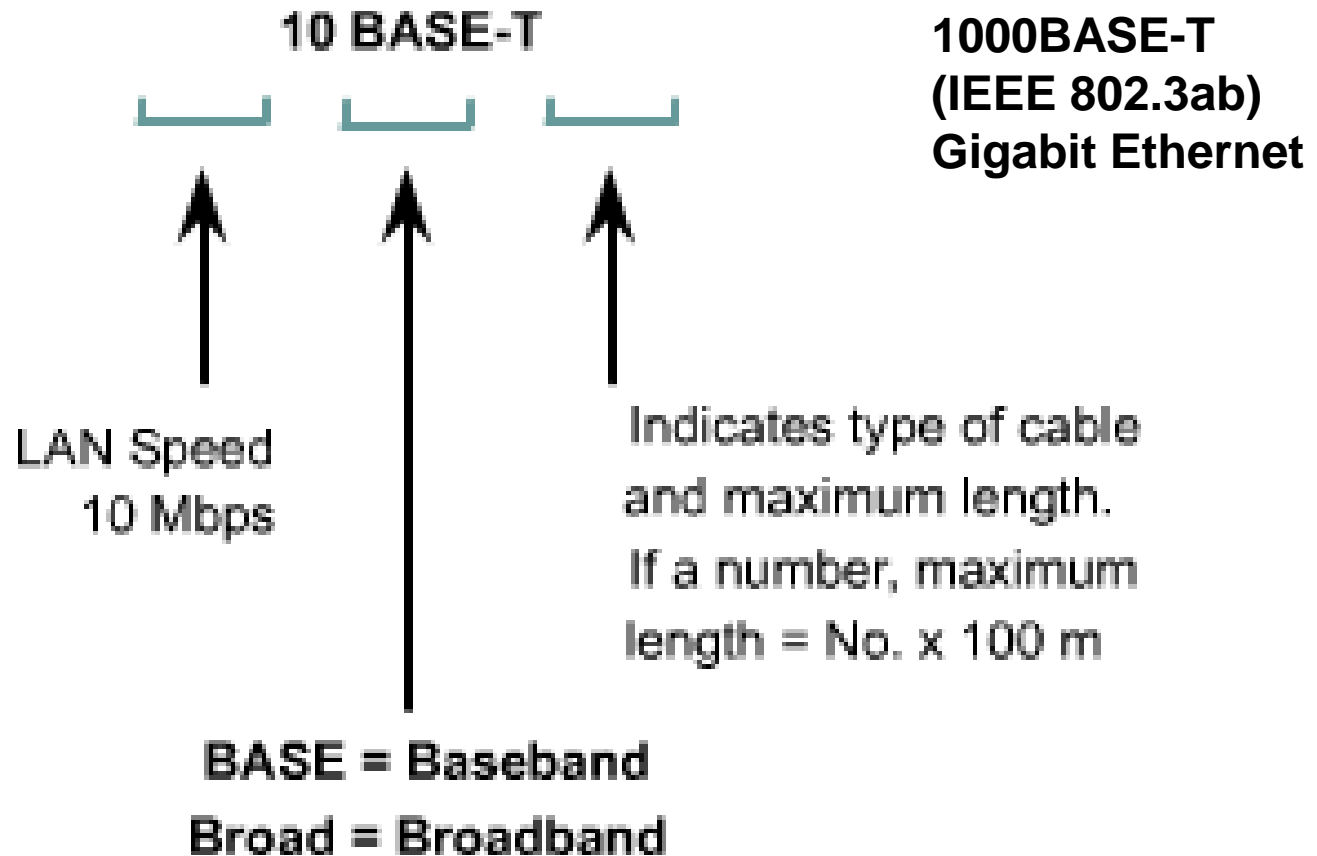 10 BASE-T
1000BASE-T
(IEEE 802.3ab)
Gigabit Ethernet
LAN Speed
10 Mbps
Indicates type of cable
and maximum length.
If a number, maximum
length = No. x 100 m
BASE = Baseband
Broad = Broadband